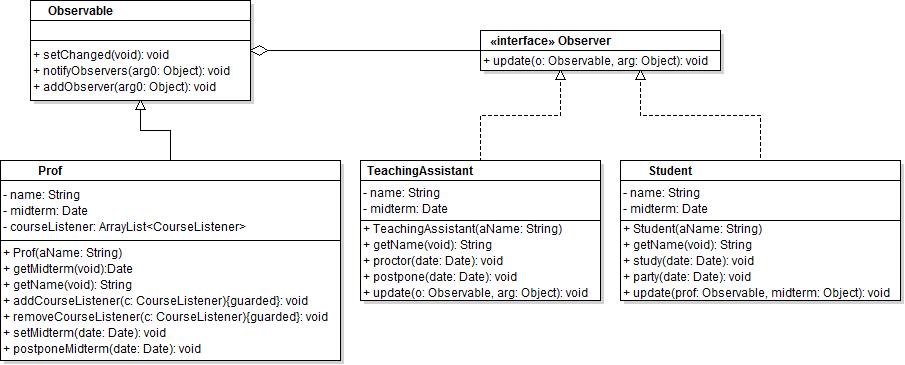 Observable
+ setChanged(void): void
+ notifyObservers(arg0: Object): void
+ addObserver(arg0: Object): void
«interface» Observer
+ update(o: Observable, arg: Object): void
Prof
- name: String
- midterm: Date
- courseListener: ArrayList<CourseListener>
+ Prof(aName: String)
+ getMidterm(void):Date
+ getName(void): String
+ addCourseListener(c: CourseListener){guarded}: void
+ removeCourseListener(c: CourseListener){guarded}: void
+ setMidterm(date: Date): void
+ postponeMidterm(date: Date): void
TeachingAssistant
- name: String
- midterm: Date
+ TeachingAssistant(aName: String)
+ getName(void): String
+ proctor(date: Date): void
+ postpone(date: Date): void
+ update(o: Observable, arg: Object): void
Student
- name: String
- midterm: Date
+ Student(aName: String)
+ getName(void): String
+ study(date: Date): void
+ party(date: Date): void
+ update(prof: Observable, midterm: Object): void